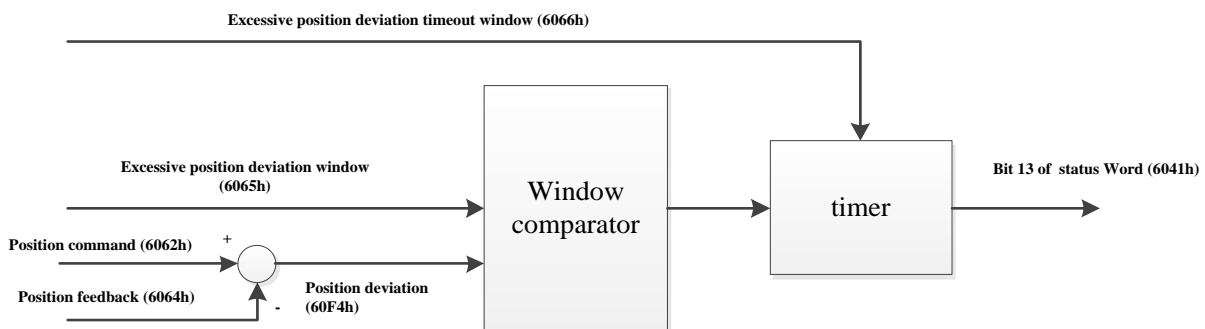 Excessive position deviation timeout window (6066h)
Excessive position deviation window
(6065h)
Window
comparator
timer
Bit 13 of status Word (6041h)
Position command (6062h)
+
Position feedback (6064h)
-
Position deviation
(60F4h)